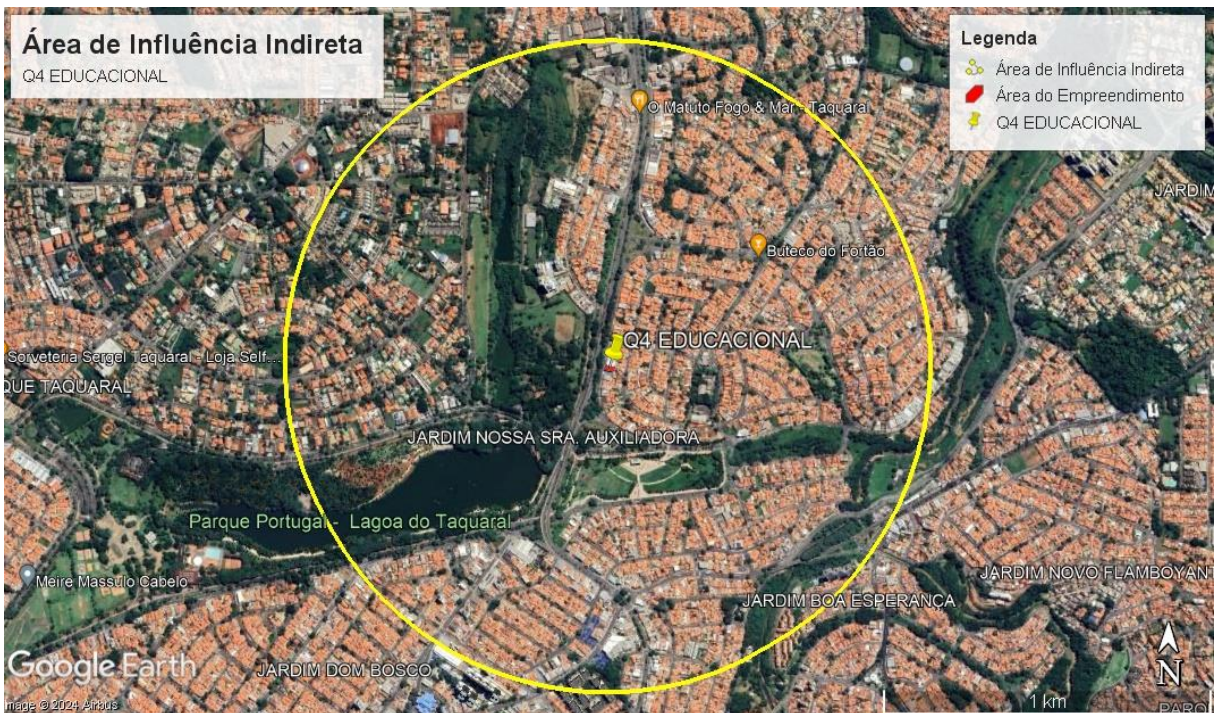 Área de Influência Indireta
Q4 EDUCACIONAL
Legenda
Área de Influência Indireta
Área do Empreendimento
Q4 EDUCACIONAL
O Matuto Fogo & Mar - Taquaral
JARDIM
Buteco do Portão
Q4 EDUCACIONAL
Sorveteria Sergel Taquaral - Loja Self...
QUE TAQUARAL
JARDIM NOSSA SRA. AUXILIADORA
Parque Portugal - Lagoa do Taquaral
Meire Massulo Cabelo
JARDIM NOVO FLAMBOYANT
JARDIM BOA ESPERANÇA
JARDIM DOM BOSCO
Google Earth
N
1 km
mage © 2024 Airbus
PARQ